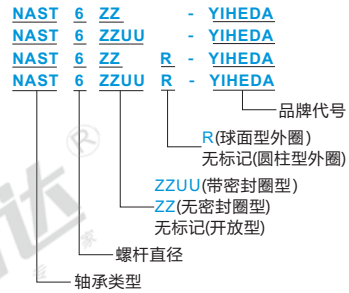 NAST 6 ZZ - YIHEDA
NAST 6 ZZUU - YIHEDA
NAST 6 ZZ R - YIHEDA
NAST 6 ZZUU R - YIHEDA
品牌代号
R(球面型外圈)
无标记(圆柱型外圈)
ZZUU(带密封圈型)
ZZ(无密封圈型)
无标记(开放型)
螺杆直径
轴承类型
达®
专家